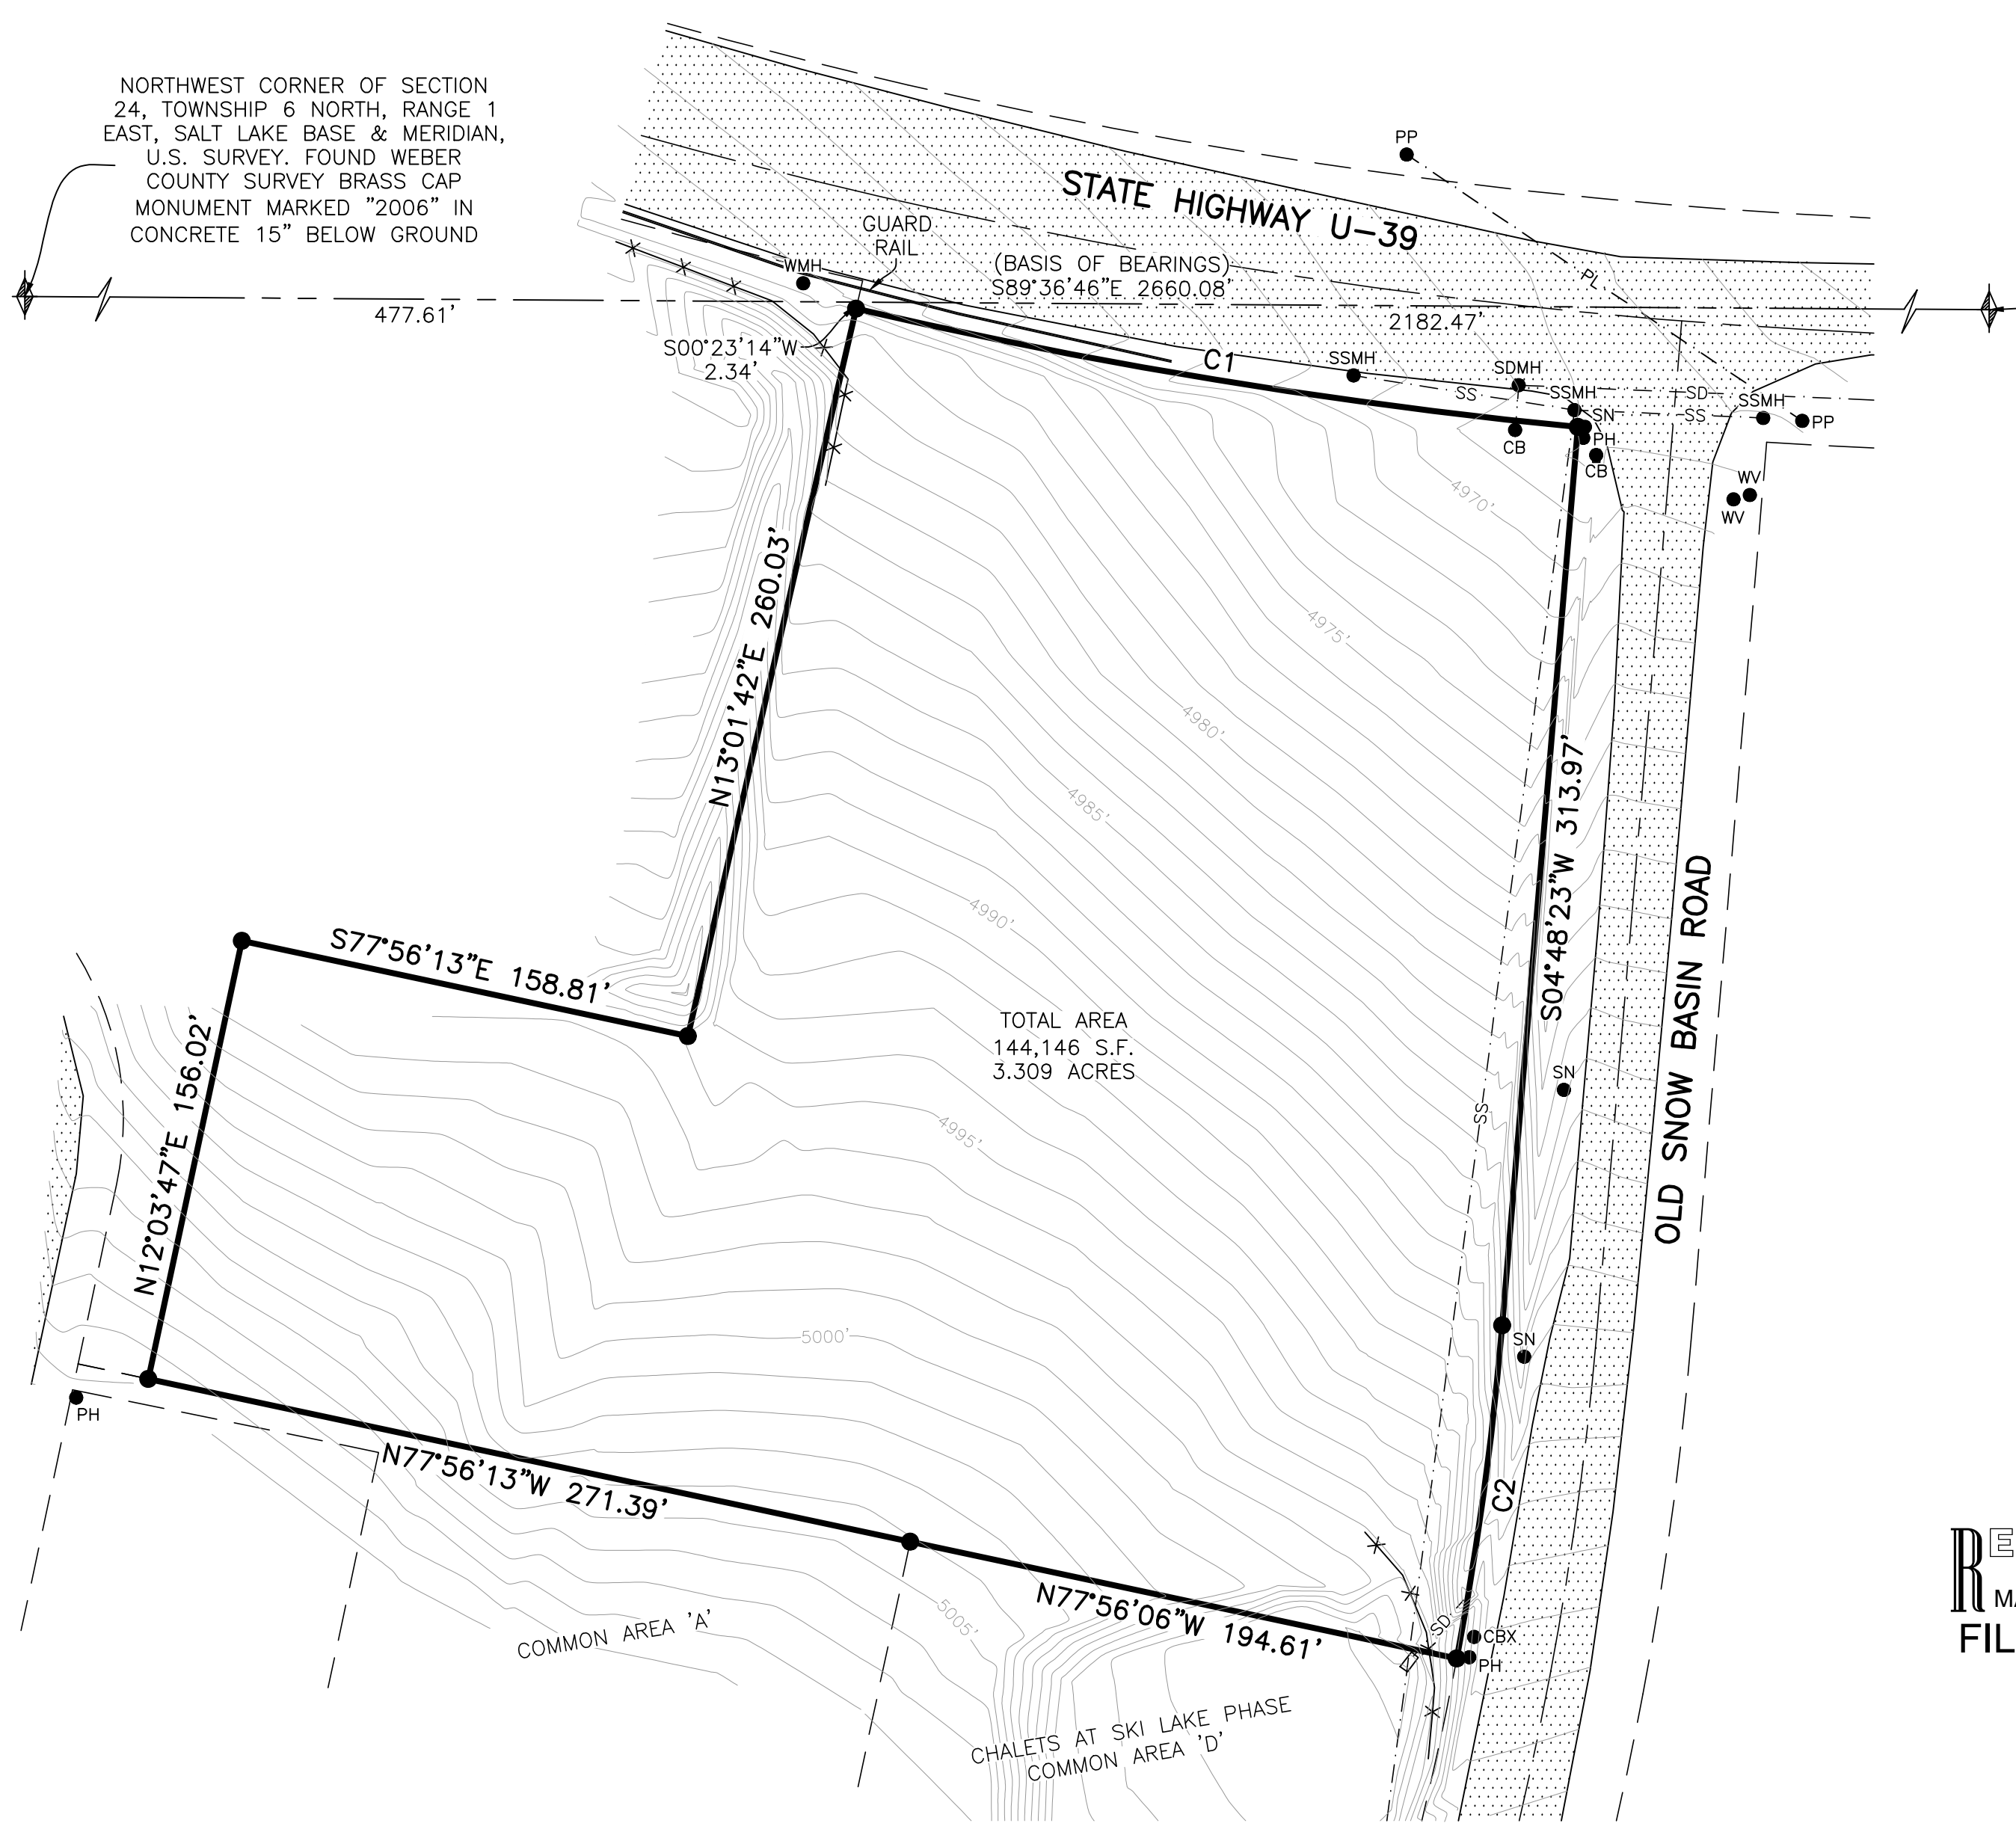 NORTHWEST CORNER OF SECTION
24, TOWNSHIP 6 NORTH, RANGE 1
EAST, SALT LAKE BASE & MERIDIAN,
U.S. SURVEY. FOUND WEBER
COUNTY SURVEY BRASS CAP
MONUMENT MARKED "2006" IN
CONCRETE 15" BELOW GROUND
PP
STATE HIGHWAY U-39
GUARD
RAIL
WMH
(BASIS OF BEARINGS)
S89°36'46"E 2660.08'
PL
477.61'
2182.47'
S00°23'14"W
2.34'
C1
SSMH
SDMH
SS
SSMH
SD
SS
SSMH
SN
PP
PH
CB
CB
WV
WV
4970'
4975'
4980'
4985'
4990'
4995'
5000'
5005'
N13°01'42"E 260.03'
S04°48'23"W 313.97'
OLD SNOW BASIN ROAD
S77°56'13"E 158.81'
TOTAL AREA
144,146 S.F.
3.309 ACRES
N12°03'47"E 156.02'
SN
SS
SN
PH
N77°56'13"W 271.39'
C2
N77°56'06"W 194.61'
SD
CBX
PH
COMMON AREA 'A'
CHALETS AT SKI LAKE PHASE
COMMON AREA 'D'
RE
MA
FIL